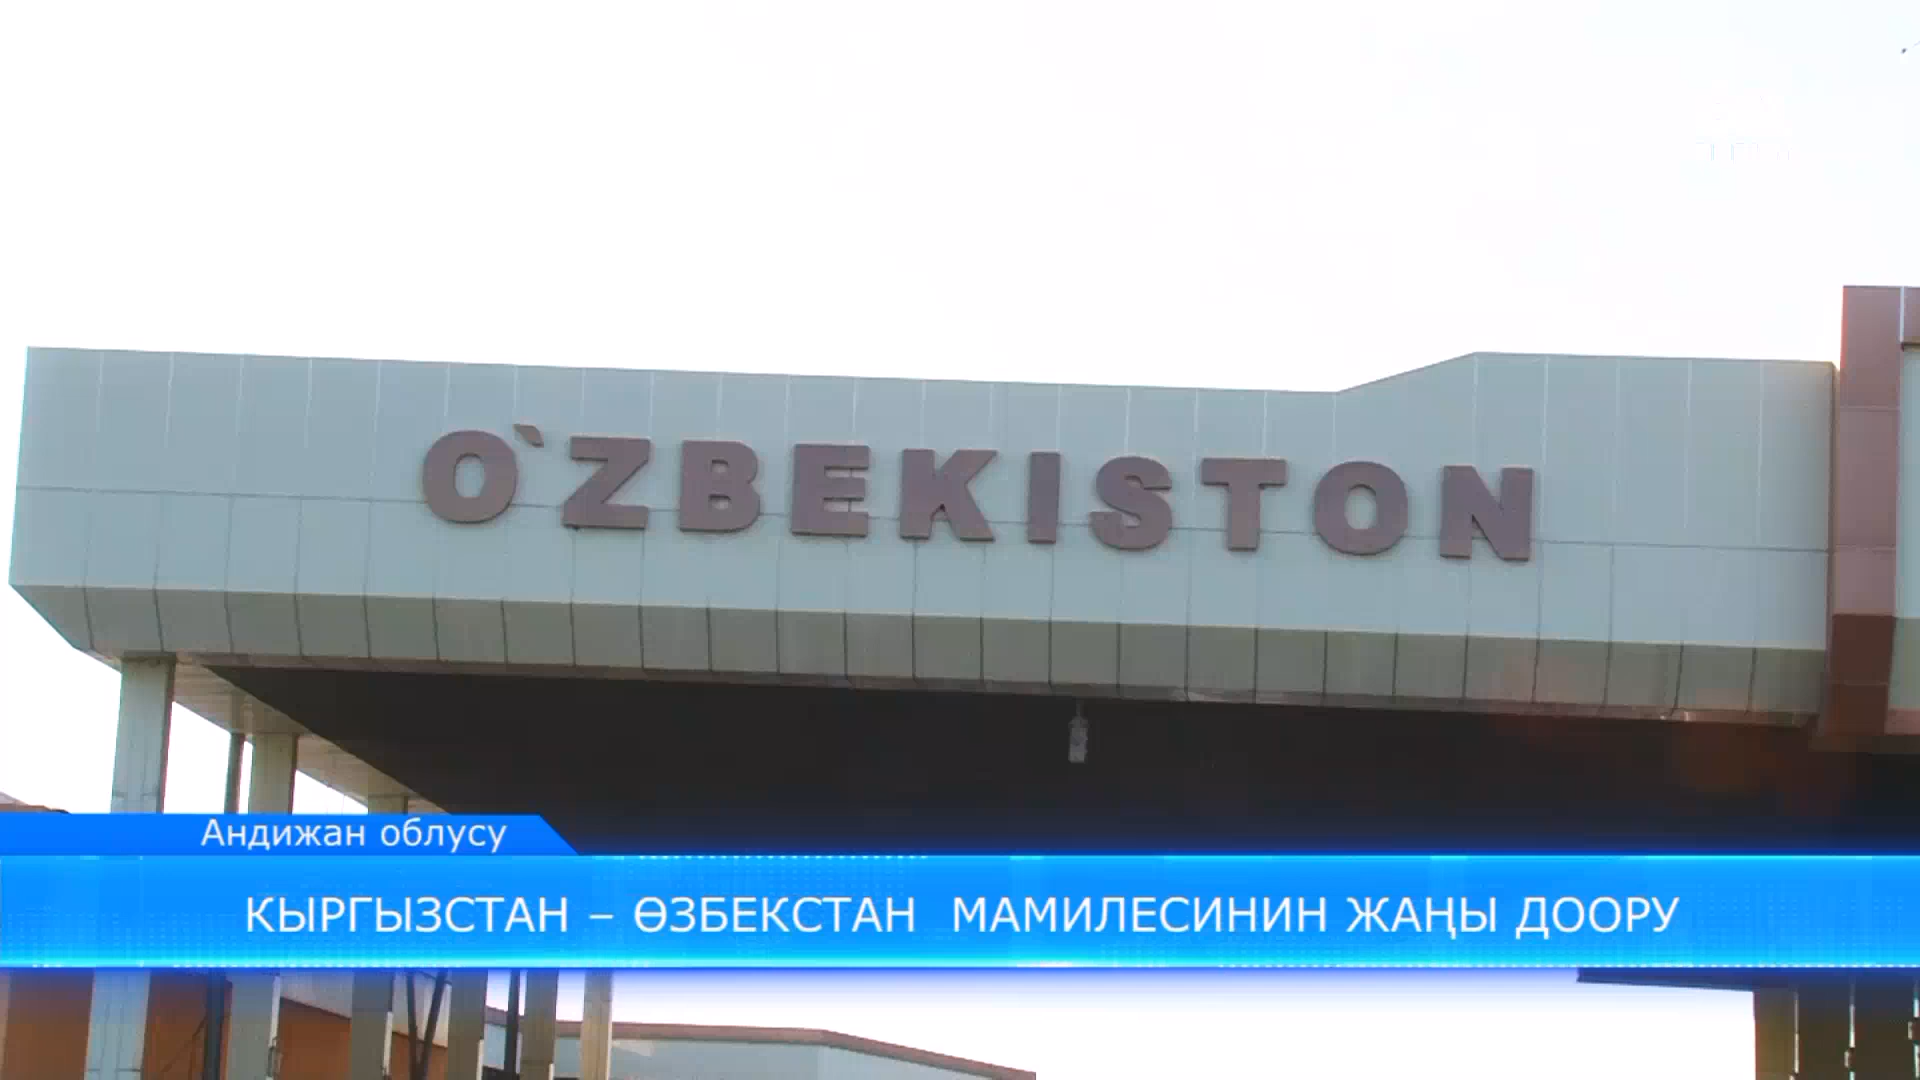 O`ZBEKISTON
Андижан облусу
КЫРГЫЗСТАН – ӨЗБЕКСТАН МАМИЛЕСИНИН ЖАҢЫ ДООРУ